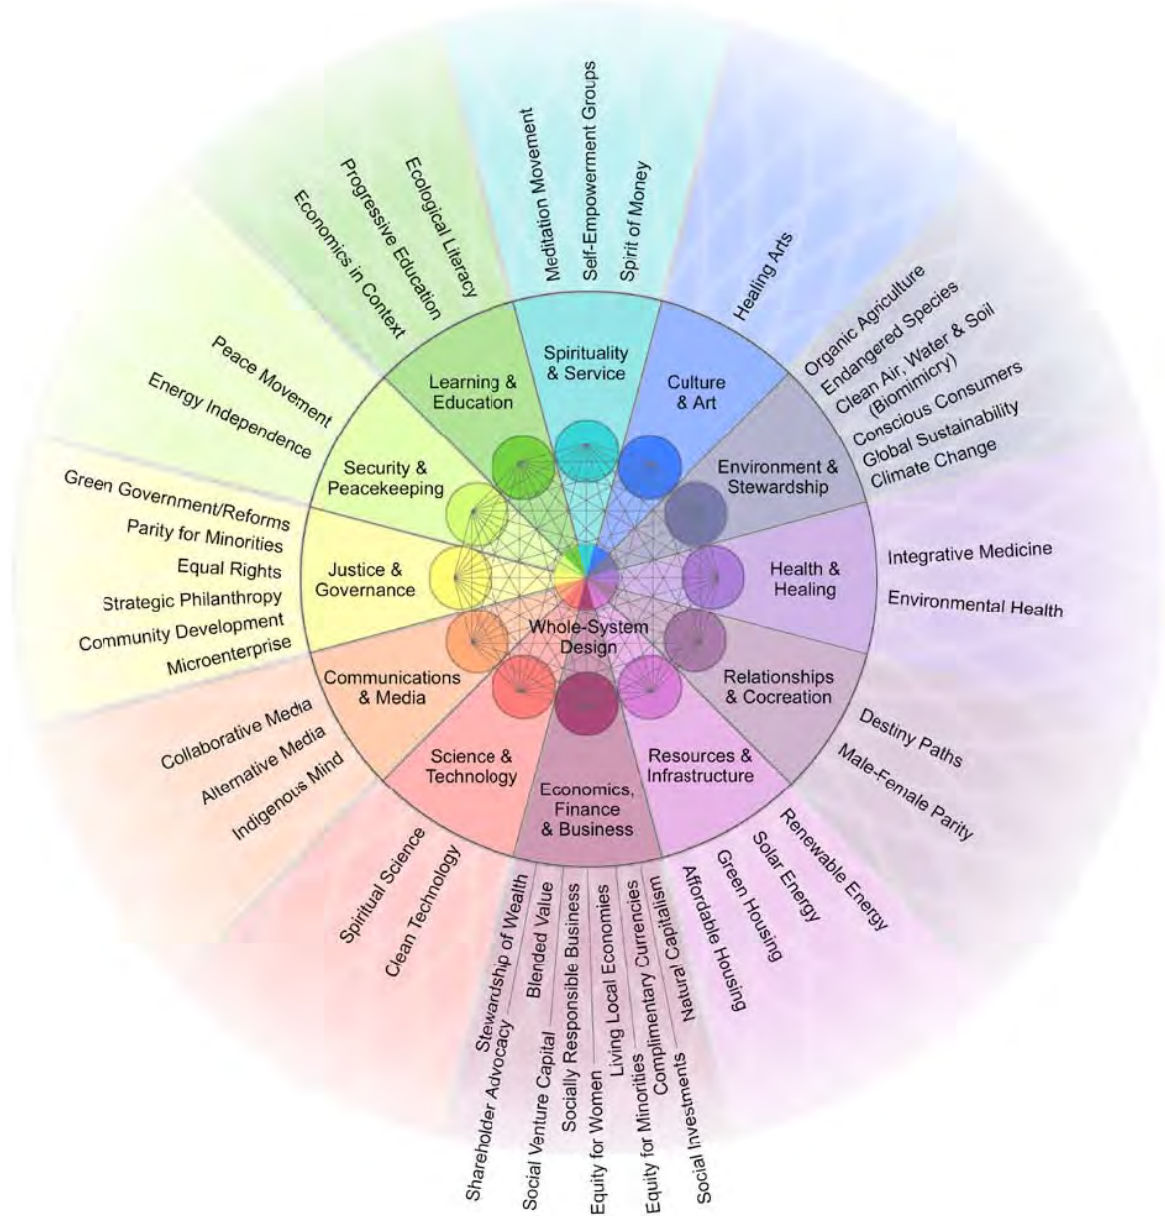 Meditation Movement
Self-Empowerment Groups
Spirit of Money
Spirituality
& Service
Healing Arts
Culture
& Art
Organic Agriculture
Endangered Species
Clean Air, Water & Soil
(Biomimicry)
Conscious Consumers
Global Sustainability
Climate Change
Environment &
Stewardship
Integrative Medicine
Environmental Health
Health &
Healing
Destiny Paths
Male-Female Parity
Relationships
& Cocreation
Renewable Energy
Solar Energy
Green Housing
Affordable Housing
Resources &
Infrastructure
Natural Capitalism
Social Investments
Complimentary Currencies
Equity for Minorities
Living Local Economies
Equity for Women
Socially Responsible Business
Social Venture Capital
Blended Value
Stewardship of Wealth
Shareholder Advocacy
Economics,
Finance
& Business
Clean Technology
Spiritual Science
Science &
Technology
Indigenous Mind
Alternative Media
Collaborative Media
Communications
& Media
Microenterprise
Community Development
Strategic Philanthropy
Equal Rights
Parity for Minorities
Green Government/Reforms
Justice &
Governance
Energy Independence
Peace Movement
Security &
Peacekeeping
Economics in Context
Progressive Education
Ecological Literacy
Learning &
Education
Whole-System
Design